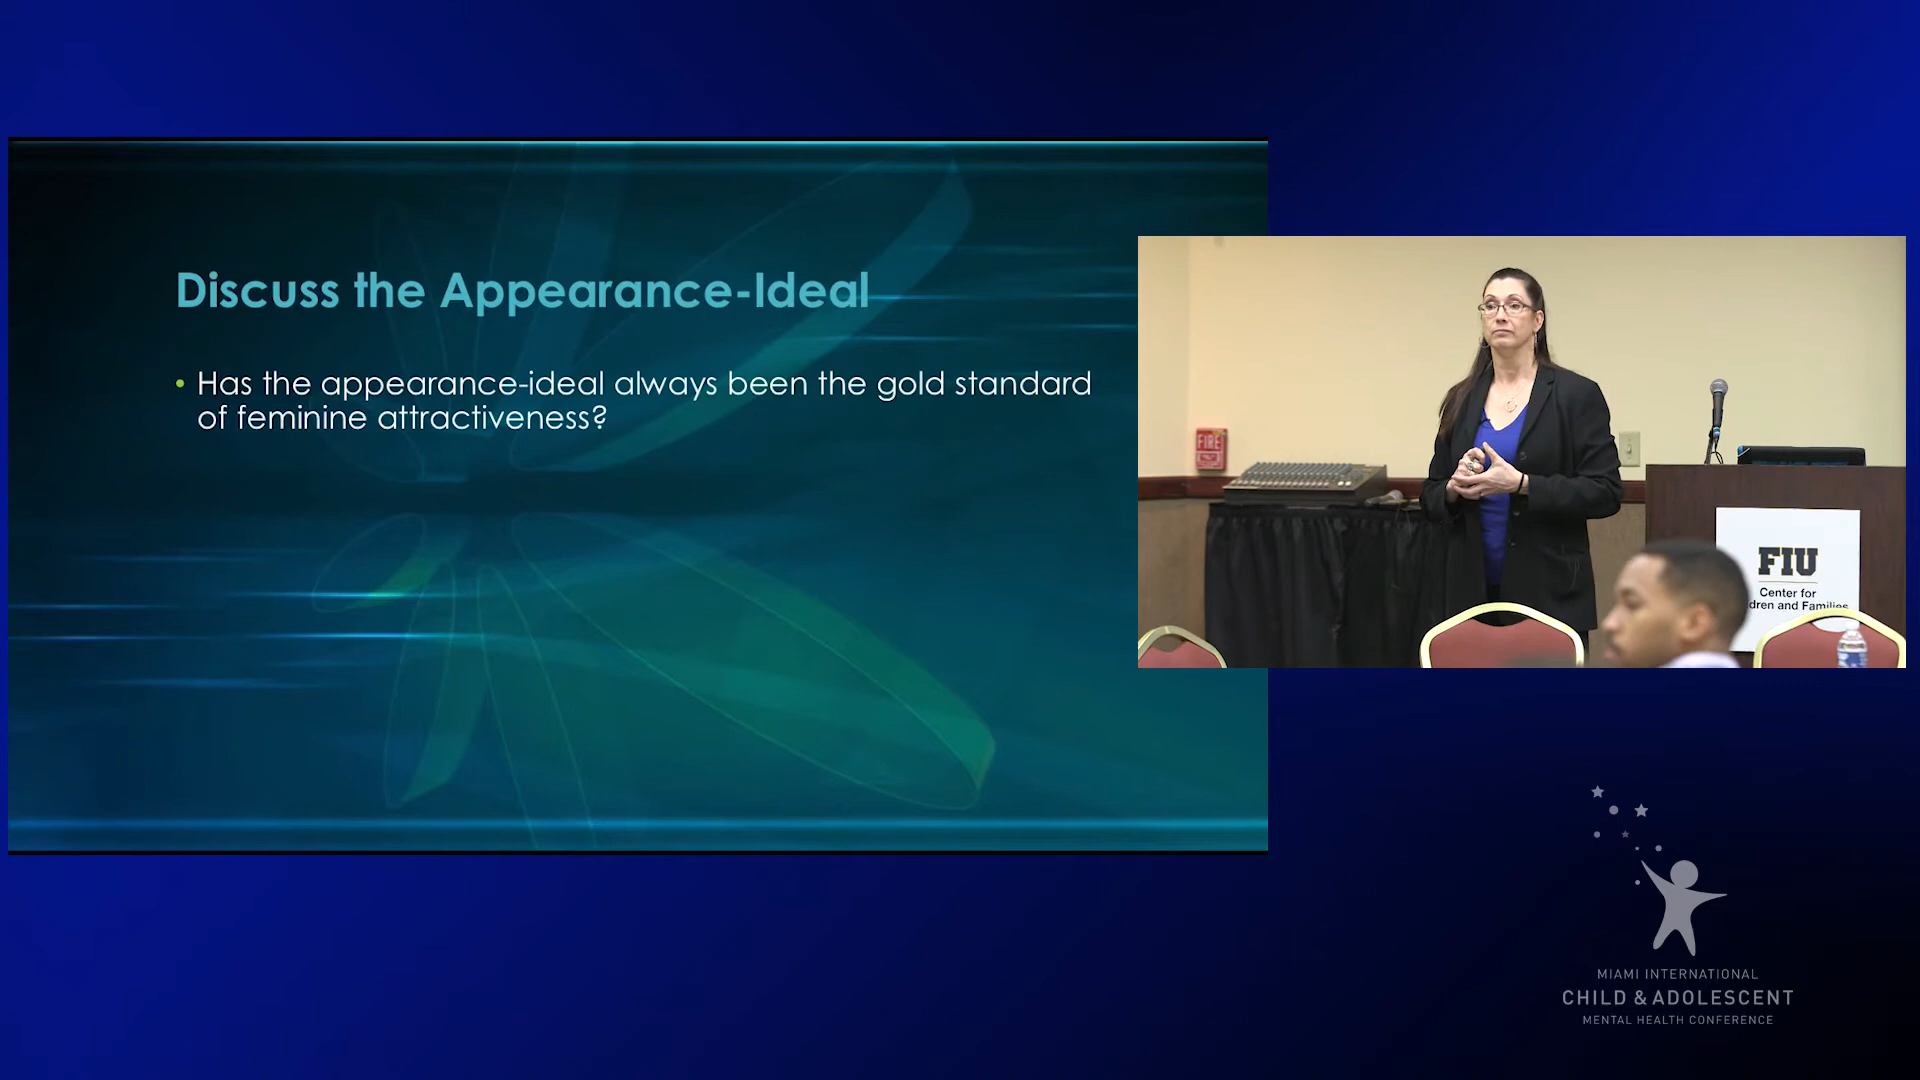 Discuss the Appearance-Ideal
• Has the appearance-ideal always been the gold standard
of feminine attractiveness?
FIRE
FIU
Center for
dren and Families
MIAMI INTERNATIONAL
CHILD & ADOLESCENT
MENTAL HEALTH CONFERENCE